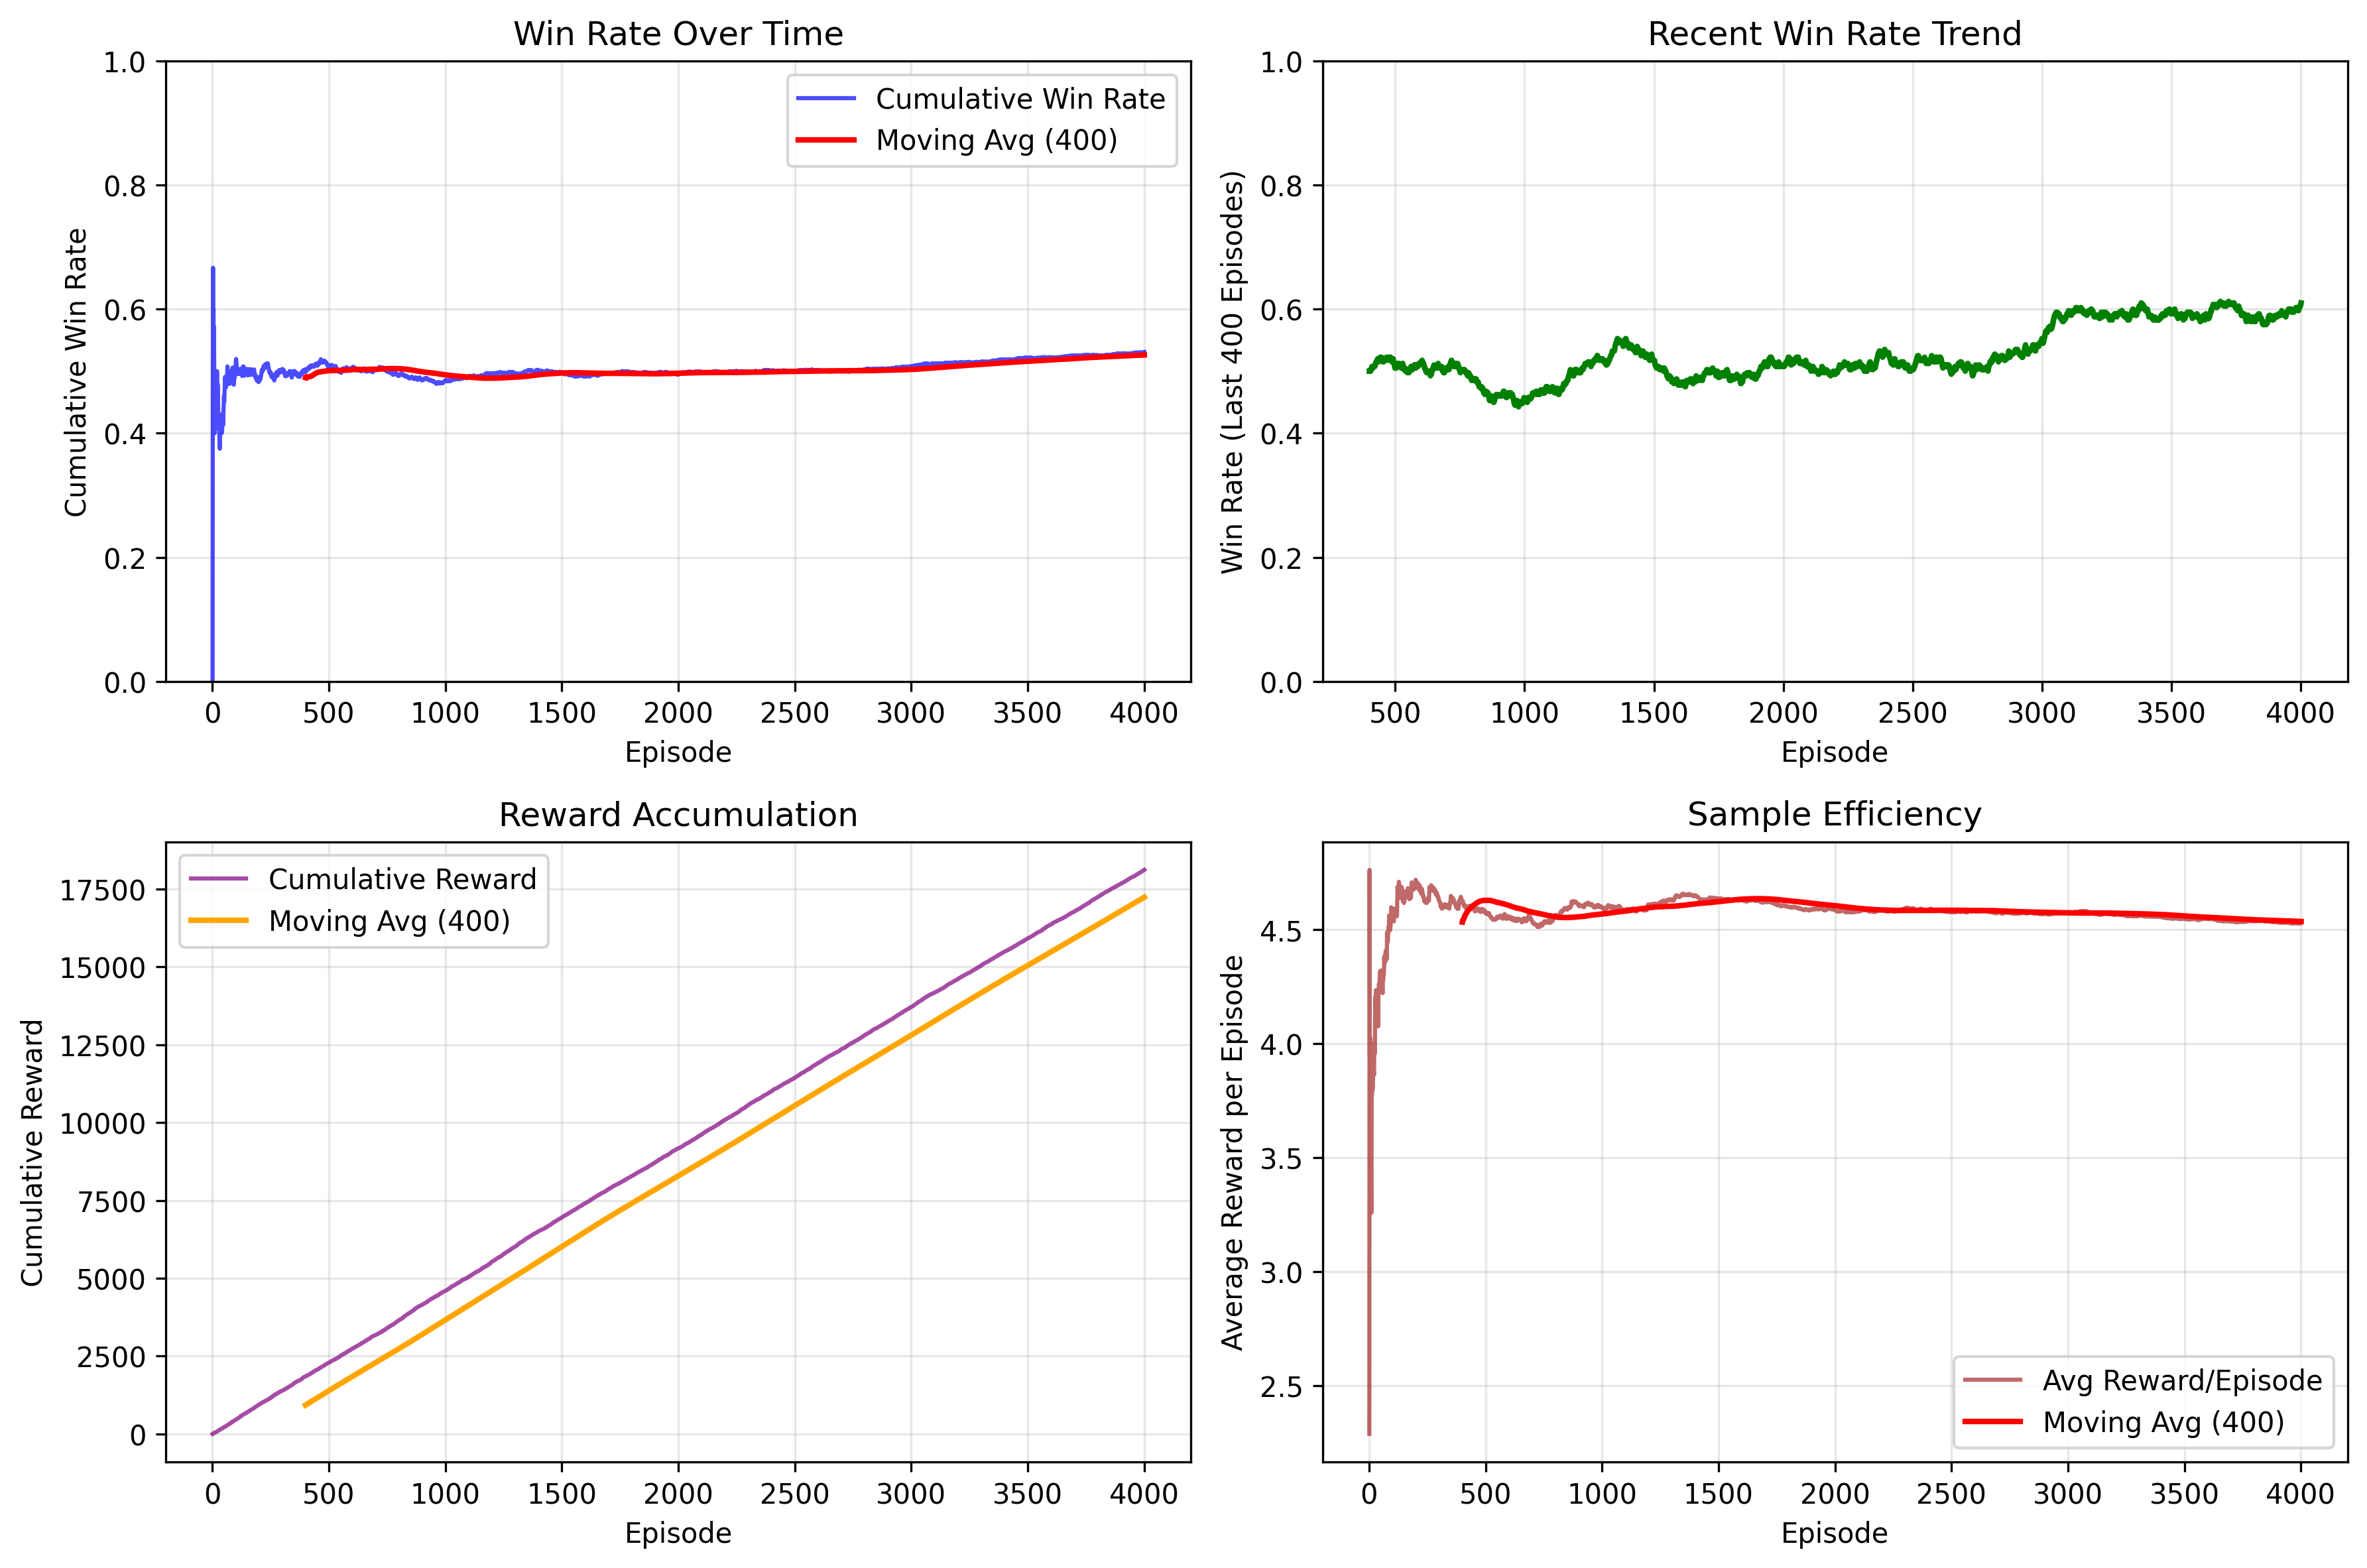 Win Rate Over Time
Cumulative Win Rate
1.0
0.8
0.6
0.4
0.2
0.0
Cumulative Win Rate
Moving Avg (400)
0 500 1000 1500 2000 2500 3000 3500 4000
Episode
Recent Win Rate Trend
Win Rate (Last 400 Episodes)
1.0
0.8
0.6
0.4
0.2
0.0
500 1000 1500 2000 2500 3000 3500 4000
Episode
Reward Accumulation
Cumulative Reward
17500
15000
12500
10000
7500
5000
2500
0
Cumulative Reward
Moving Avg (400)
0 500 1000 1500 2000 2500 3000 3500 4000
Episode
Sample Efficiency
Average Reward per Episode
4.5
4.0
3.5
3.0
2.5
Avg Reward/Episode
Moving Avg (400)
0 500 1000 1500 2000 2500 3000 3500 4000
Episode